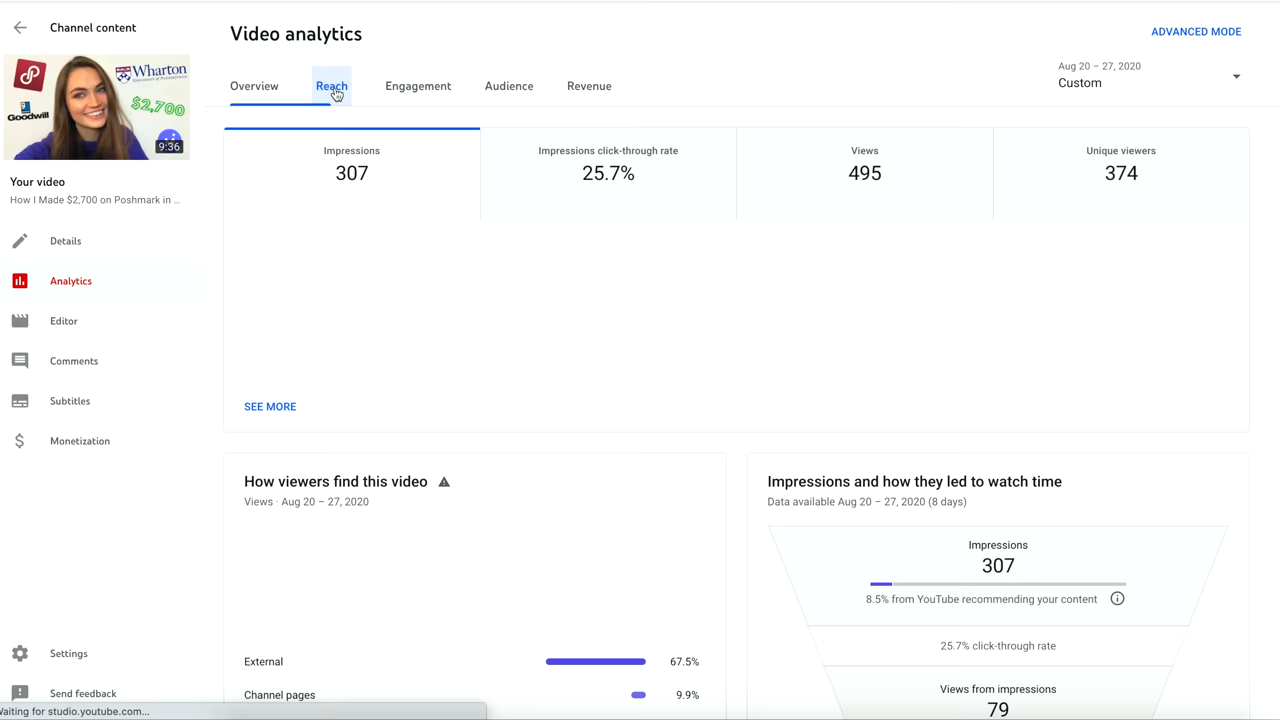 Channel content
Video analytics
ADVANCED MODE
Wharton
$2,700
Goodwill
9:36
Overview
Reach
Engagement
Audience
Revenue
Aug 20 – 27, 2020
Custom
Your video
How I Made $2,700 on Poshmark in ...
Details
Analytics
Editor
Comments
Subtitles
Monetization
Settings
Send feedback
Impressions
307
Impressions click-through rate
25.7%
Views
495
Unique viewers
374
SEE MORE
How viewers find this video
Views · Aug 20 – 27, 2020
External
67.5%
Channel pages
9.9%
Impressions and how they led to watch time
Data available Aug 20 – 27, 2020 (8 days)
Impressions
307
8.5% from YouTube recommending your content
25.7% click-through rate
Views from impressions
79
Waiting for studio.youtube.com...